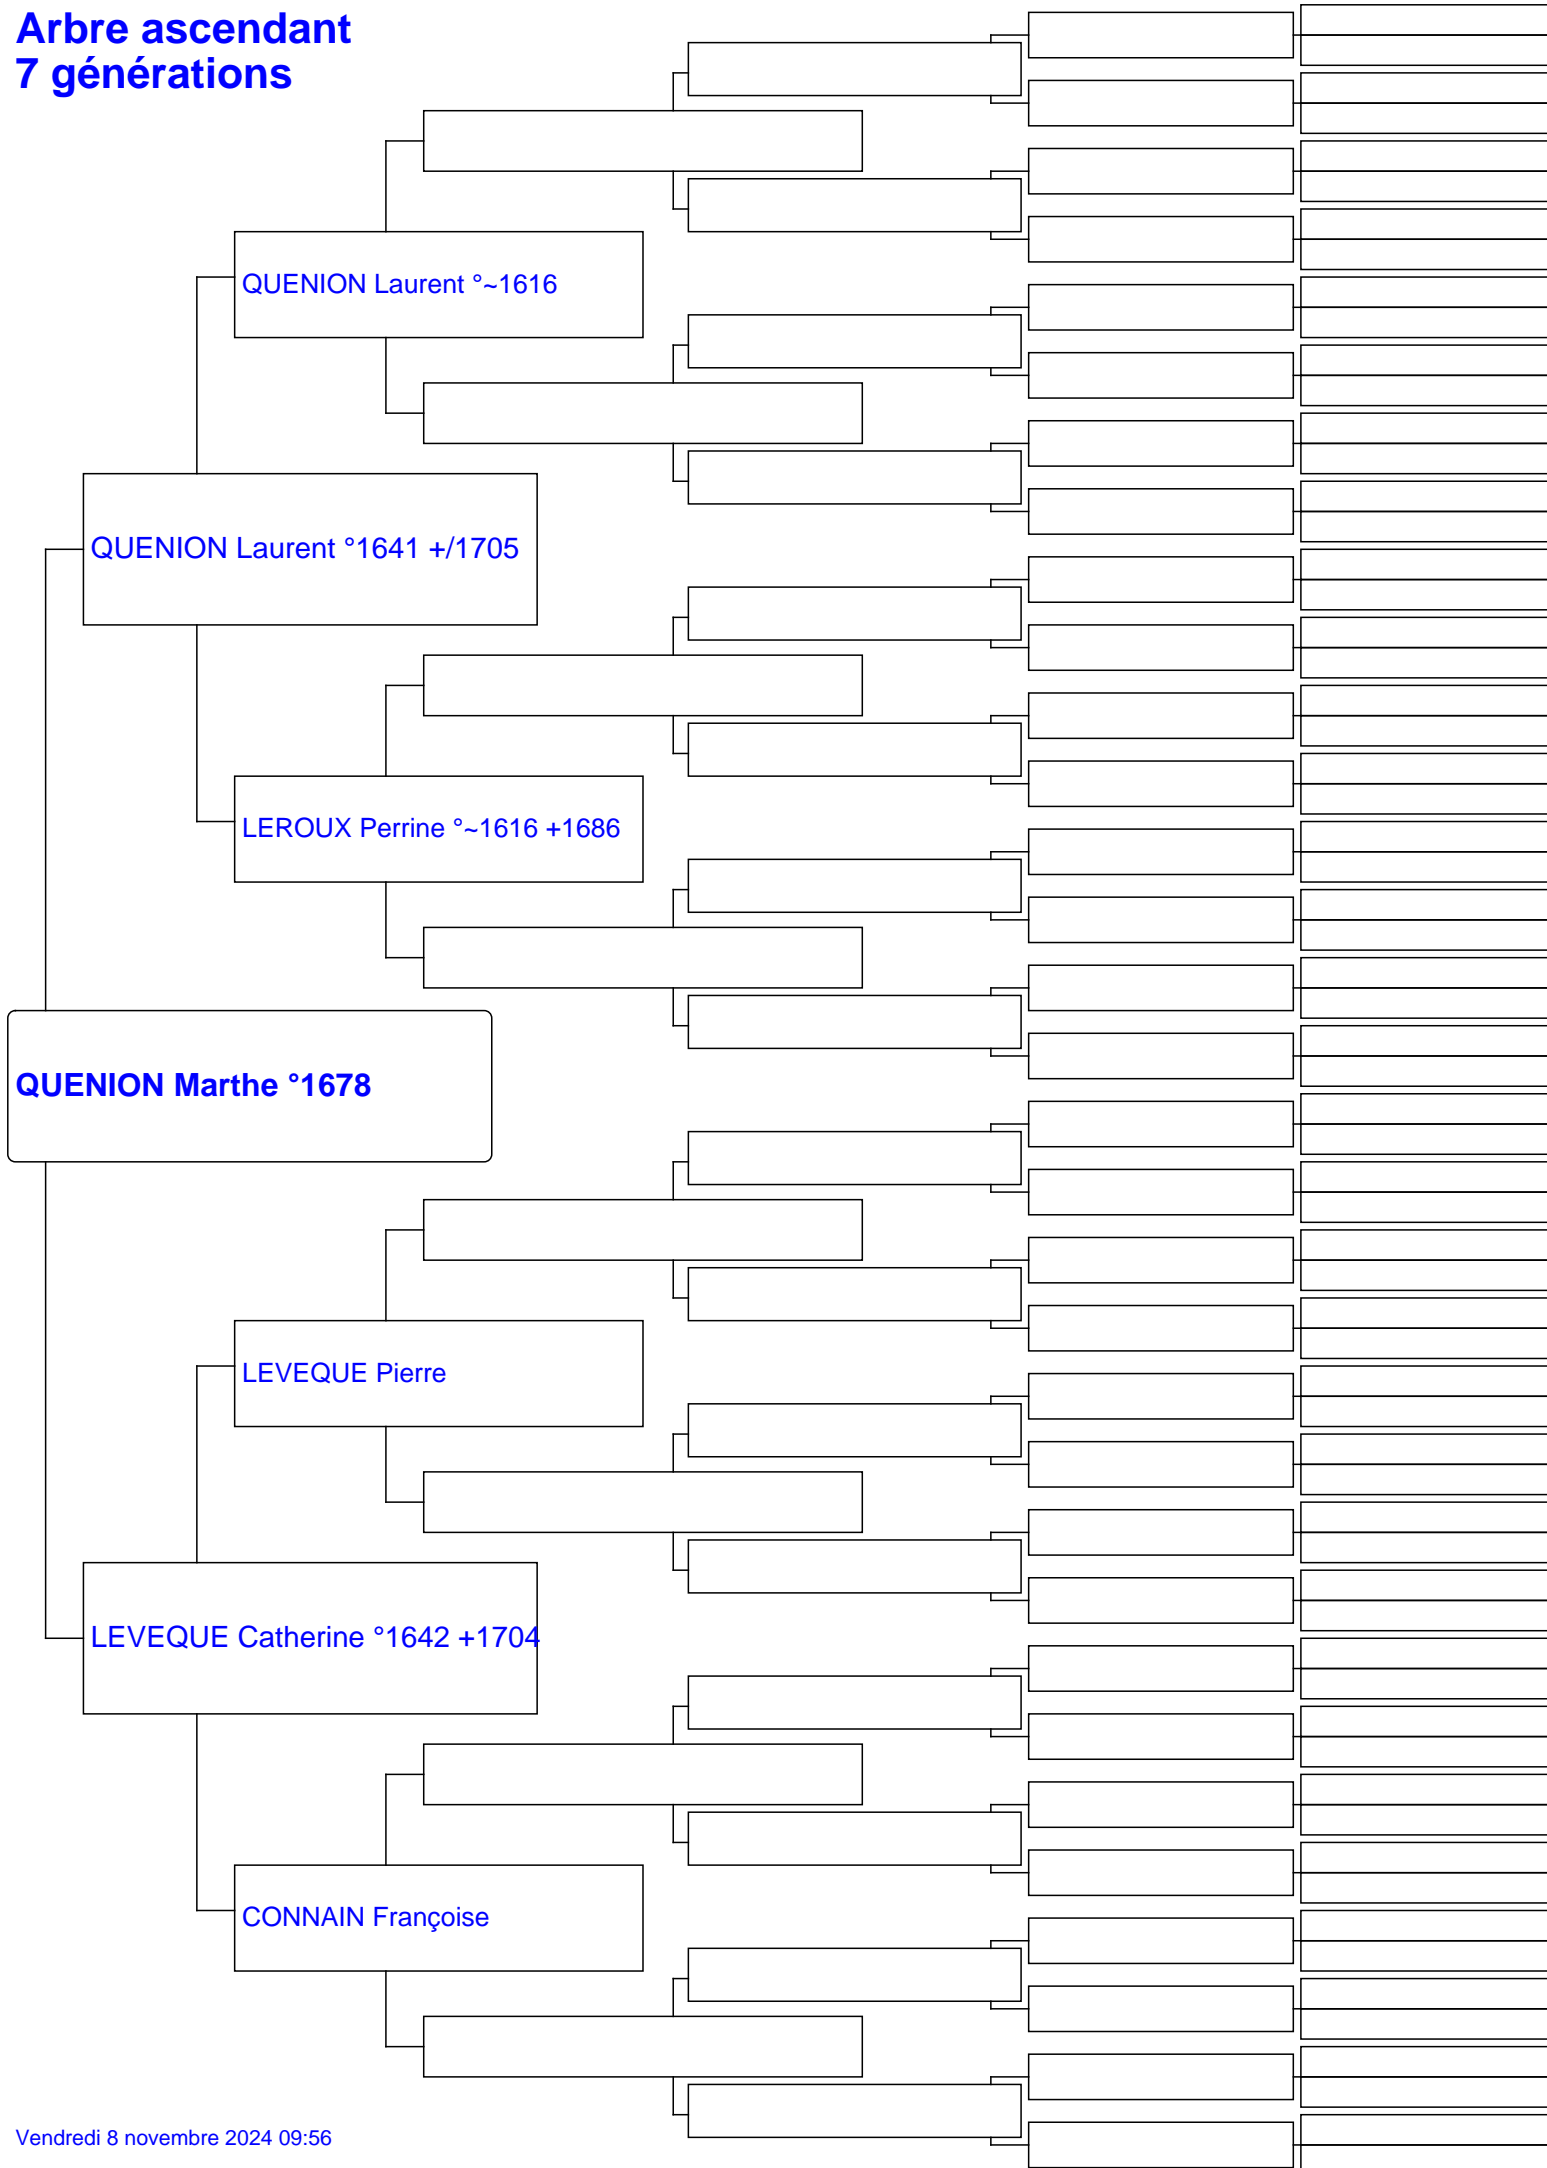 Arbre ascendant
7 générations
QUENION Laurent °~1616
QUENION Laurent °1641 +/1705
LEROUX Perrine °~1616 +1686
QUENION Marthe °1678
LEVEQUE Pierre
LEVEQUE Catherine °1642 +1704
CONNAIN Françoise
Vendredi 8 novembre 2024 09:56